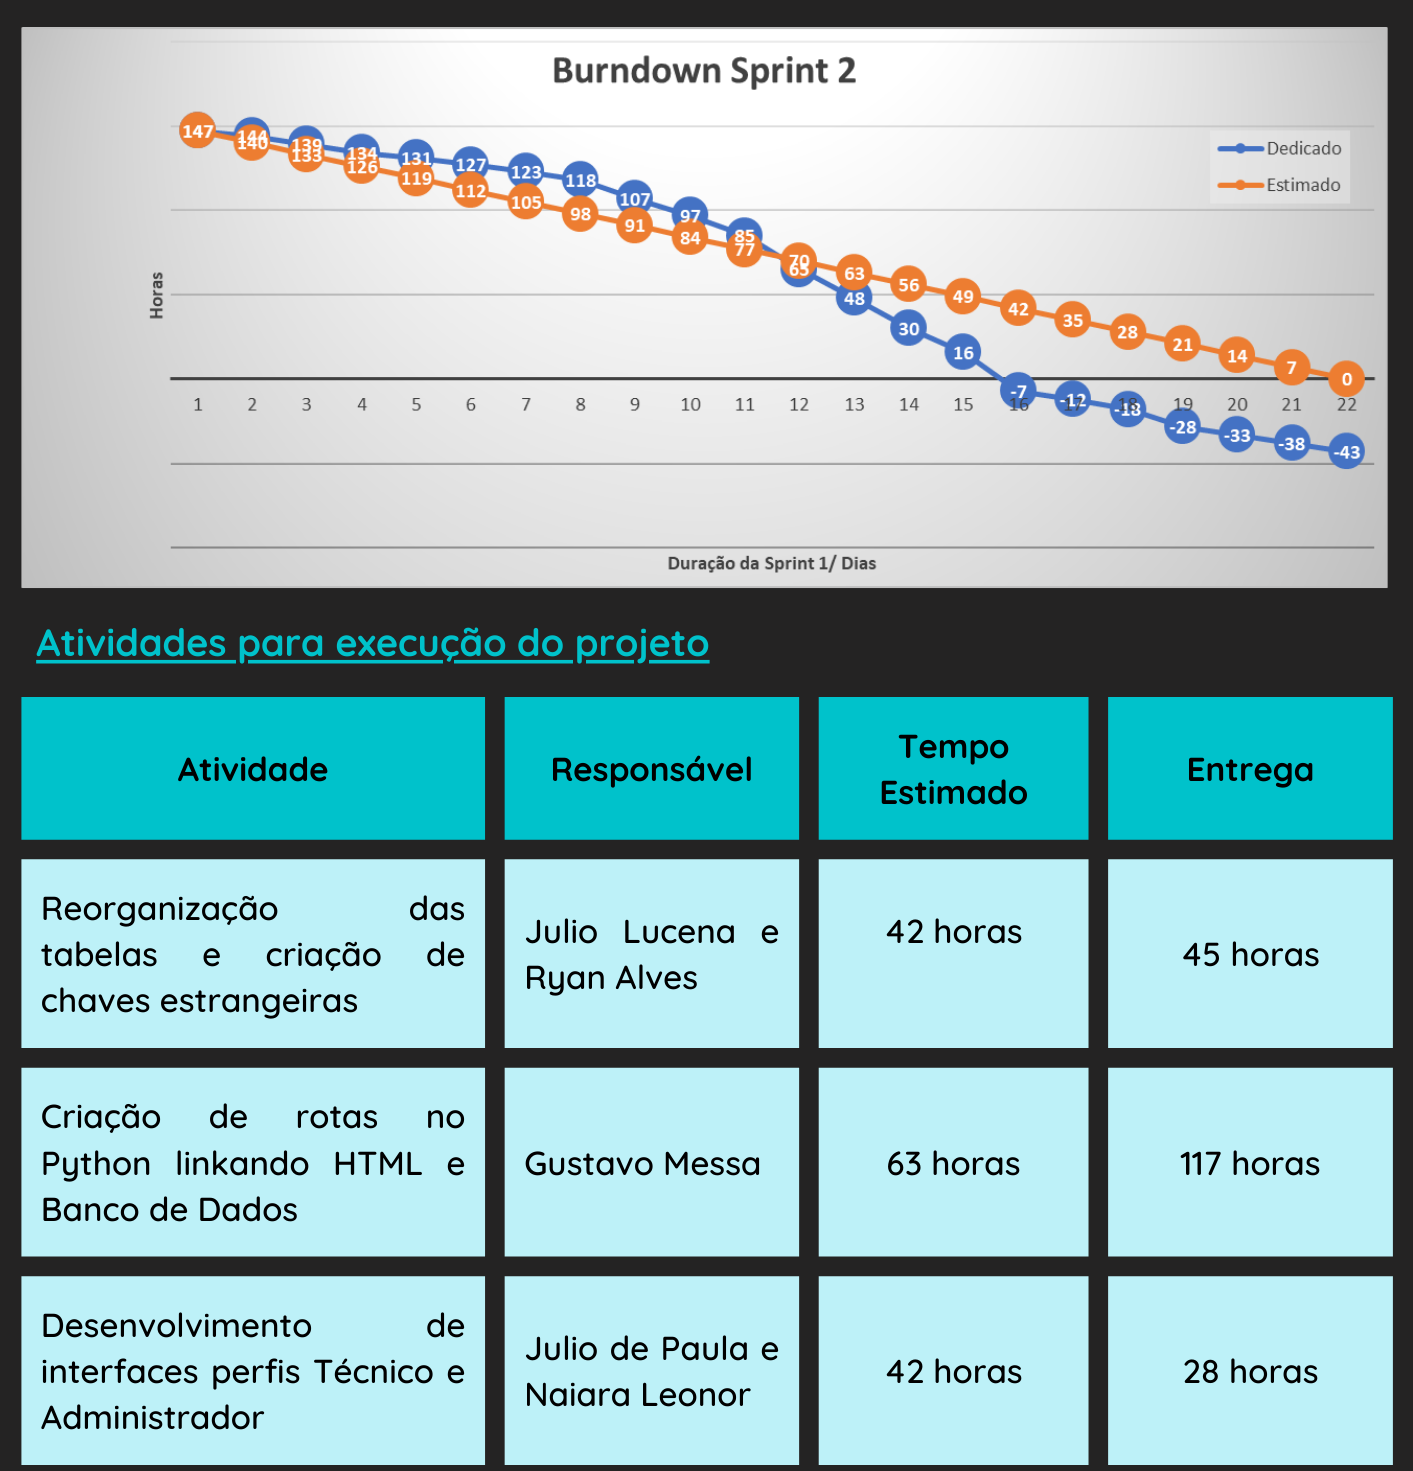 Burndown Sprint 2
Dedicado
Estimado
Horas
147
144 139 134 131 127 123 118 107 97 85 65 48 30 16 -7 -12 -18 -28 -33 -38 -43
140 133 126 119 112 105 98 91 84 77 70 63 56 49 42 35 28 21 14 7 0
1 2 3 4 5 6 7 8 9 10 11 12 13 14 15 16 17 18 19 20 21 22
Duração da Sprint 1/ Dias
Atividades para execução do projeto
Atividade
Responsável
Tempo
Estimado
Entrega
Reorganização das
tabelas e criação de
chaves estrangeiras
Julio Lucena e
Ryan Alves
42 horas
45 horas
Criação de rotas no
Python linkando HTML e
Banco de Dados
Gustavo Messa
63 horas
117 horas
Desenvolvimento de
interfaces perfis Técnico e
Administrador
Julio de Paula e
Naiara Leonor
42 horas
28 horas